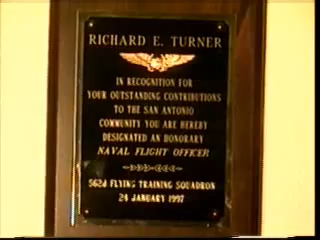 RICHARD E. TURNER
IN RECOGNITION FOR
YOUR OUTSTANDING CONTRIBUTIONS
TO THE SAN ANTONIO
COMMUNITY YOU ARE HEREBY
DESIGNATED AN HONORARY
NAVAL FLIGHT OFFICER
562d FLYING TRAINING SQUADRON
24 JANUARY 1997